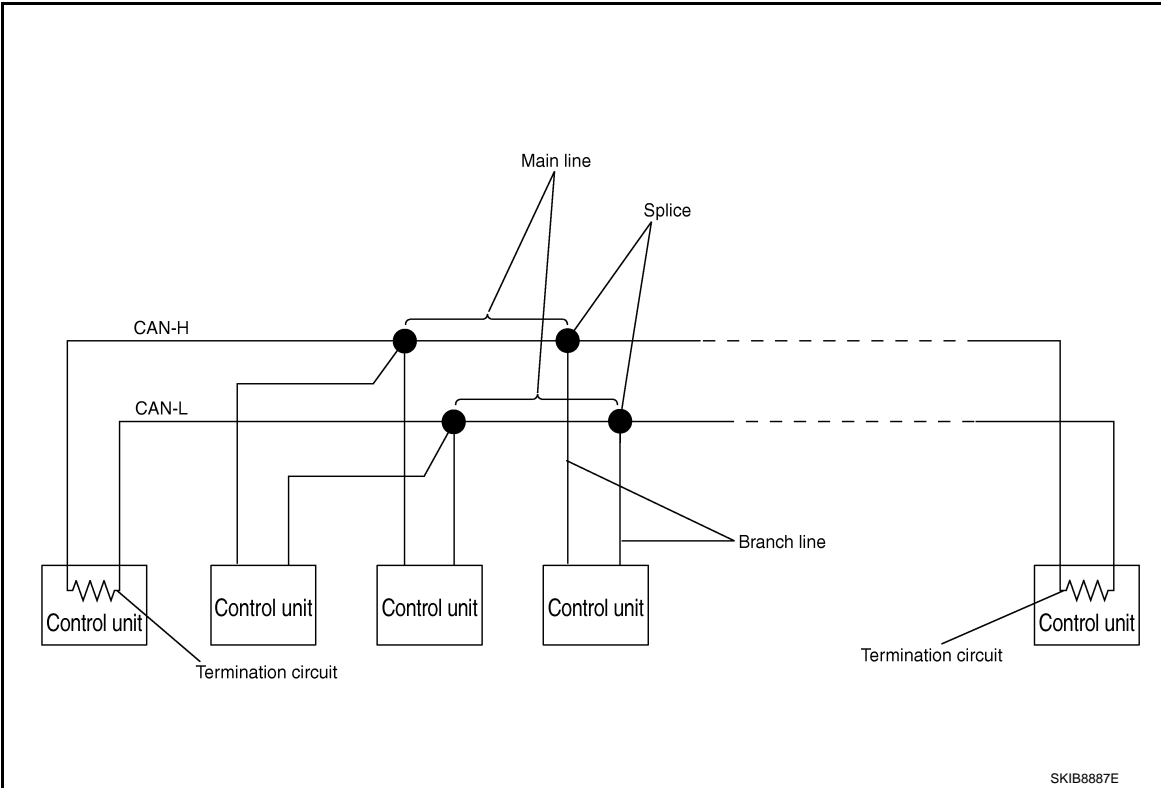 Main line
Splice
CAN-H
CAN-L
Branch line
Control unit
Control unit
Control unit
Control unit
Control unit
Termination circuit
Termination circuit
SKIB8887E